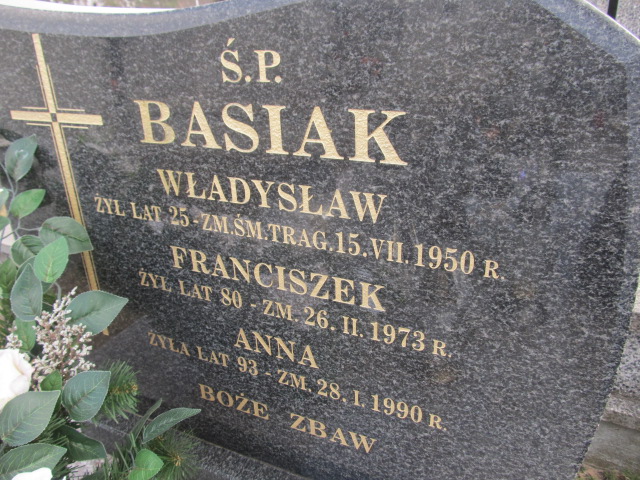 Ś.P.
BASIAK
WŁADYSŁAW
ŻYŁ LAT 25 - ZM.ŚM.TRAG.15.VII.1950 R.
FRANCISZEK
ŻYŁ LAT 80 - ZM. 26. II. 1973 R.
ANNA
ŻYŁA LAT 93 - ZM. 28. I. 1990 R.
BOŻE ZBAW